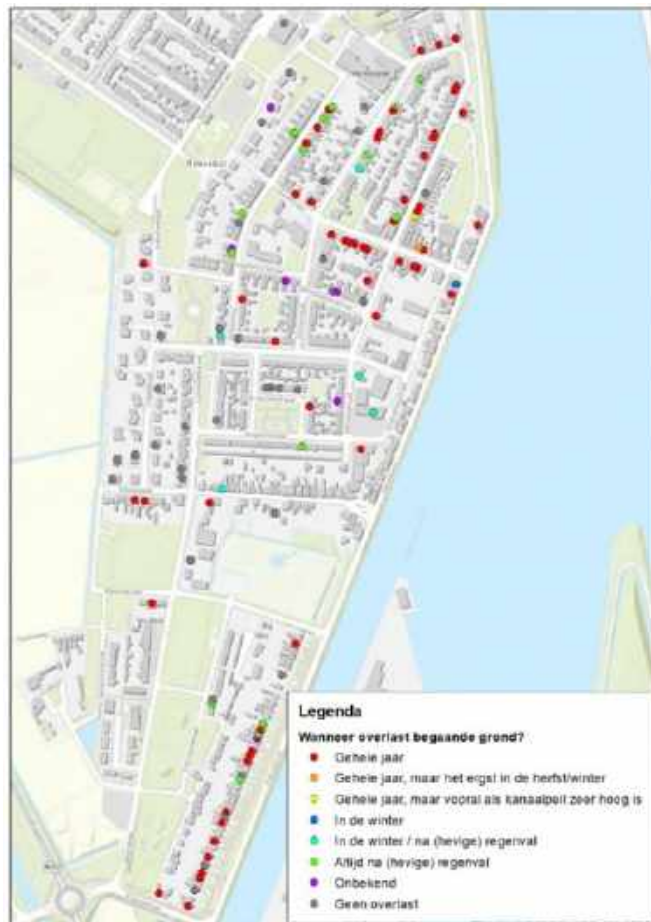 Legenda
Wanneer overlast begaande grond?
Gehele jaar
Gehele jaar, maar het ergst in de herfst/winter
Gehele jaar, maar vooral als kanaalpeil zeer hoog is
In de winter
In de winter / na (hevige) regenval
Altijd na (hevige) regenval
Onbekend
Geen overlast